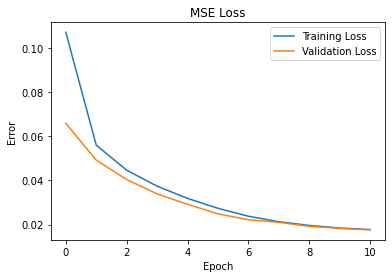 MSE Loss
Training Loss
Validation Loss
0.10
0.08
0.06
0.04
0.02
Error
0 2 4 6 8 10
Epoch